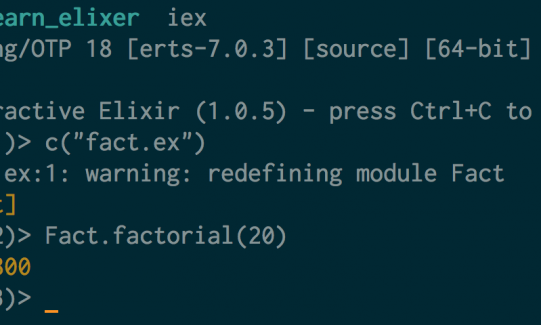 earn_elixer iex
ng/OTP 18 [erts-7.0.3] [source] [64-bit]
ractive Elixir (1.0.5) - press Ctrl+C to
)> c("fact.ex")
ex:1: warning: redefining module Fact
t]
2)> Fact.factorial(20)
800
3)> _